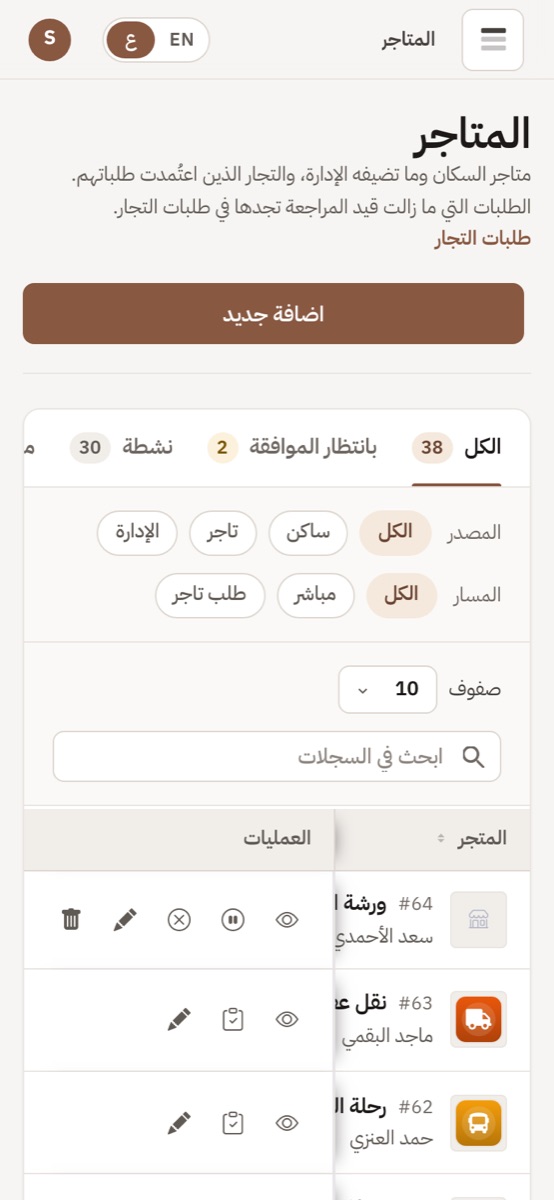 المتاجر
EN ع S
المتاجر
متاجر السكان وما تضيفه الإدارة، والتجار الذين اعتُمدت طلباتهم.
الطلبات التي ما زالت قيد المراجعة تجدها في طلبات التجار.
طلبات التجار
اضافة جديد
الكل 38 بانتظار الموافقة 2 نشطة 30
المصدر الكل ساكن تاجر الإدارة
المسار الكل مباشر طلب تاجر
صفوف 10
ابحث في السجلات
المتجر العمليات
#64 ورشة
سعد الأحمدي
#63 نقل
ماجد البقمي
#62 رحلة
حمد العنزي